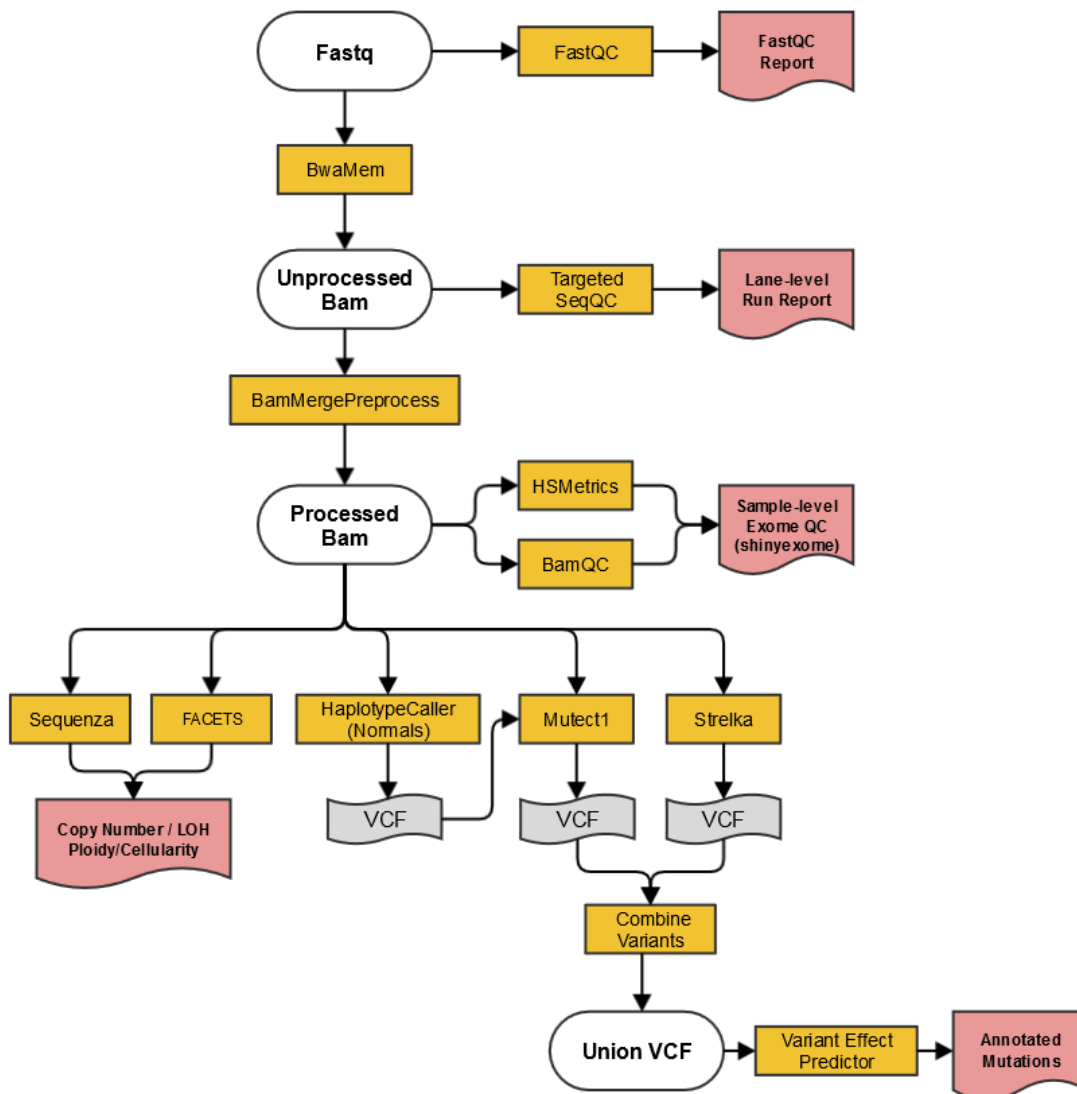 Fastq
FastQC
FastQC
Report
BwaMem
Unprocessed
Bam
Targeted
SeqQC
Lane-level
Run Report
BamMergePreprocess
Processed
Bam
HSMetrics
BamQC
Sample-level
Exome QC
(shinyexome)
Sequenza
FACETS
HaplotypeCaller
(Normals)
Mutect1
Strelka
Copy Number / LOH
Ploidy/Cellularity
VCF
VCF
VCF
Combine
Variants
Union VCF
Variant Effect
Predictor
Annotated
Mutations